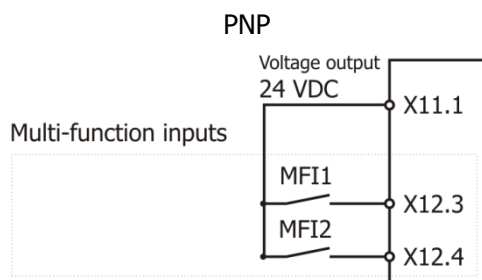 PNP
Voltage output
24 VDC
X11.1
Multi-function inputs
MFI1
X12.3
MFI2
X12.4